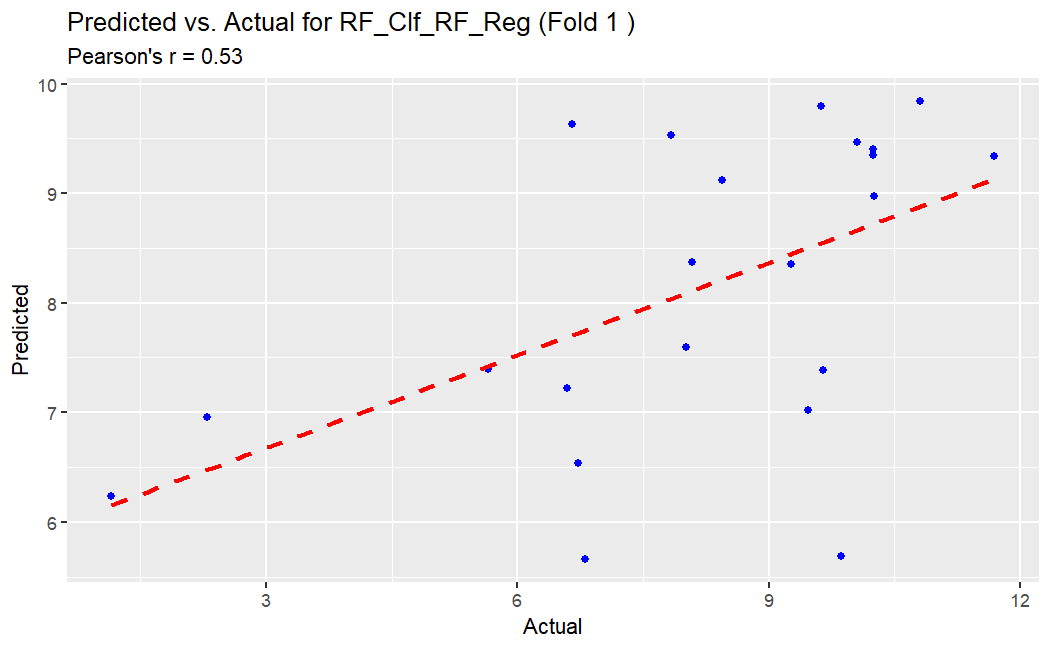 Predicted vs. Actual for RF_Clf_RF_Reg (Fold 1 )
Pearson's r = 0.53
10
9
8
7
6
Predicted
3
6
9
12
Actual